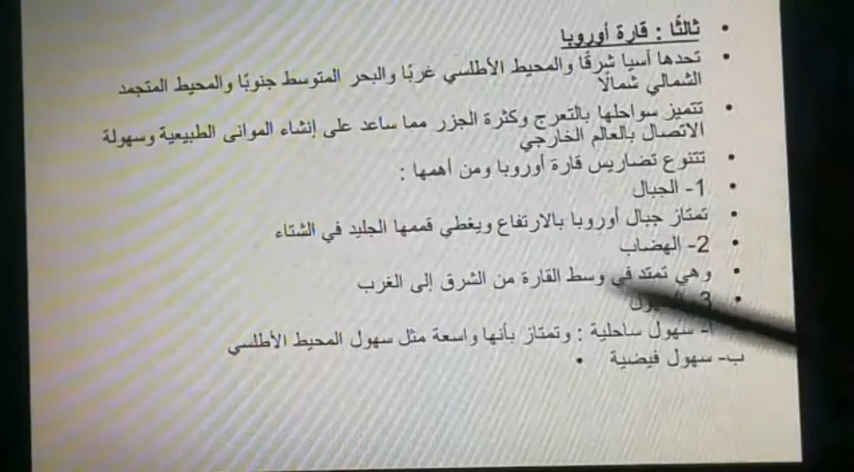 ثالثًا : قارة أوروبا
تحدها أسيا شرقًا والمحيط الأطلسي غربًا والبحر المتوسط جنوبًا والمحيط المتجمد
الشمالي شمالًا
تتميز سواحلها بالتعرج وكثرة الجزر مما ساعد على إنشاء الموانى الطبيعية وسهولة
الاتصال بالعالم الخارجي
تتنوع تضاريس قارة أوروبا ومن أهمها :
1- الجبال
تمتاز جبال أوروبا بالارتفاع ويغطي قممها الجليد في الشتاء
2- الهضاب
وهي تمتد في وسط القارة من الشرق إلى الغرب
3-
أ- سهول ساحلية : وتمتاز بأنها واسعة مثل سهول المحيط الأطلسي
ب- سهول فيضية